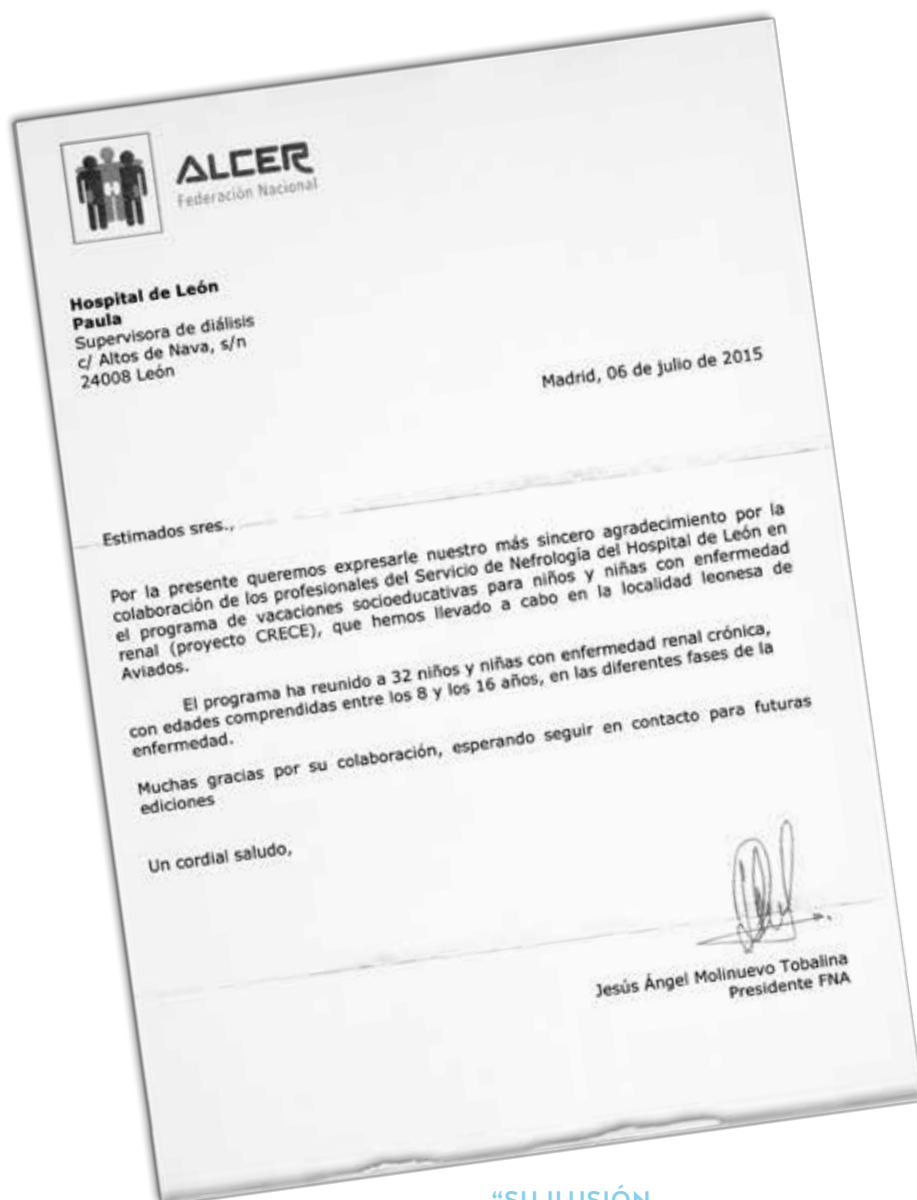 ALCER
Federación Nacional
Hospital de León
Paula
Supervisora de diálisis
c/ Altos de Nava, s/n
24008 León
Madrid, 06 de julio de 2015
Estimados sres.,
Por la presente queremos expresarle nuestro más sincero agradecimiento por la
colaboración de los profesionales del Servicio de Nefrología del Hospital de León en
el programa de vacaciones socioeducativas para niños y niñas con enfermedad
renal (proyecto CRECE), que hemos llevado a cabo en la localidad leonesa de
Aviados.
El programa ha reunido a 32 niños y niñas con enfermedad renal crónica,
con edades comprendidas entre los 8 y los 16 años, en las diferentes fases de la
enfermedad.
Muchas gracias por su colaboración, esperando seguir en contacto para futuras
ediciones
Un cordial saludo,
Jesús Ángel Molinuevo Tobalina
Presidente FNA
“SU ILUSIÓN